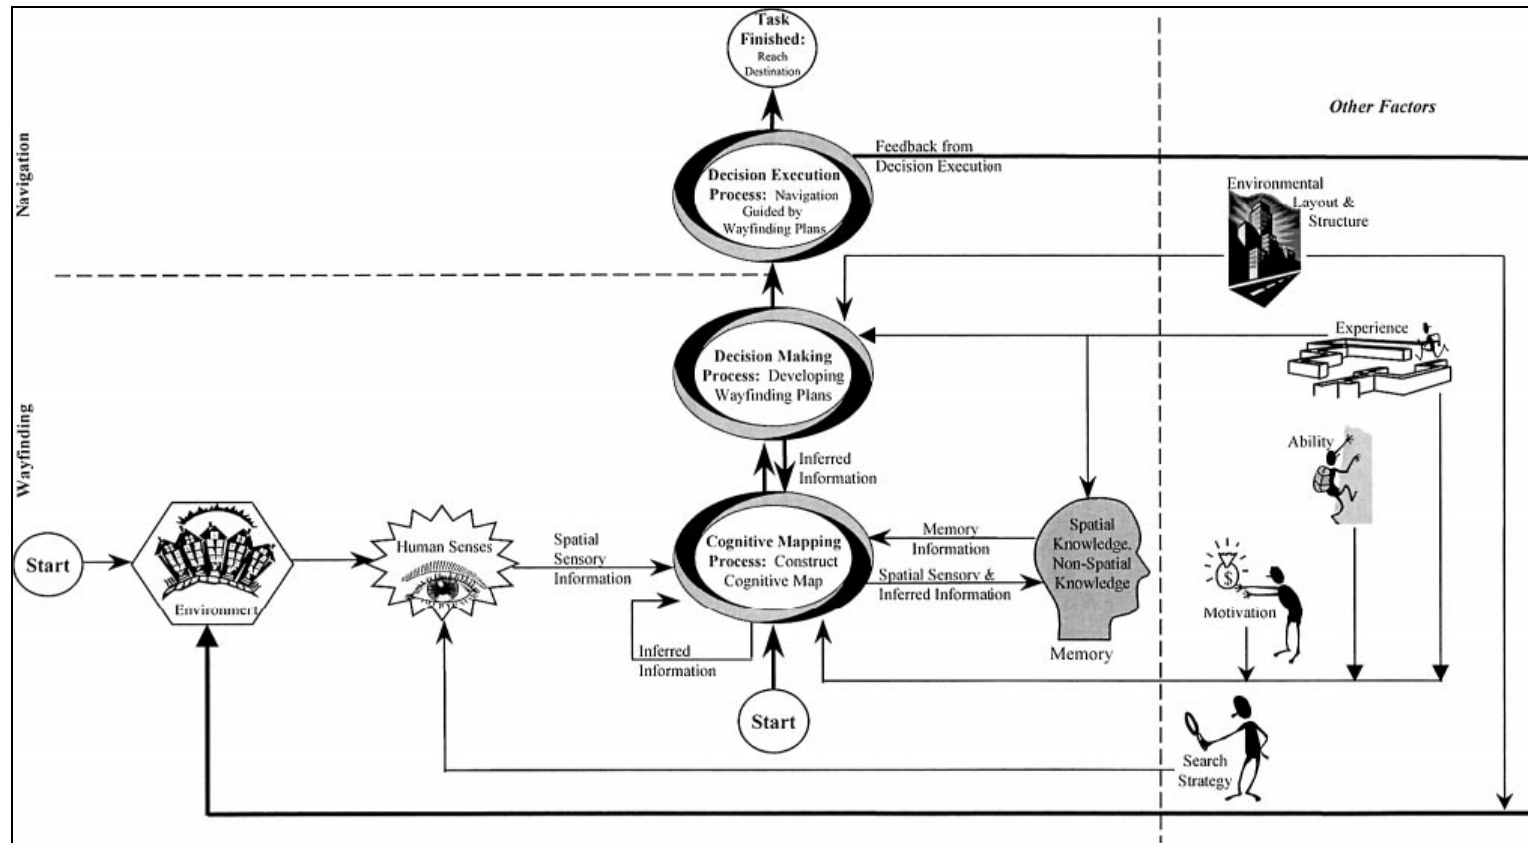 Task
Finished:
Reach
Destination
Other Factors
Navigation
Feedback from
Decision Execution
Decision Execution
Process: Navigation
Guided by
Wayfinding Plans
Environmental
Layout &
Structure
Experience
Decision Making
Process: Developing
Wayfinding Plans
Wayfinding
Ability
Inferred
Information
Start
Environment
Human Senses
Spatial
Sensory
Information
Cognitive Mapping
Process: Construct
Cognitive Map
Memory
Information
Spatial Sensory &
Inferred Information
Spatial
Knowledge.
Non-Spatial
Knowledge
Memory
$
Motivation
Inferred
Information
Start
Search
Strategy